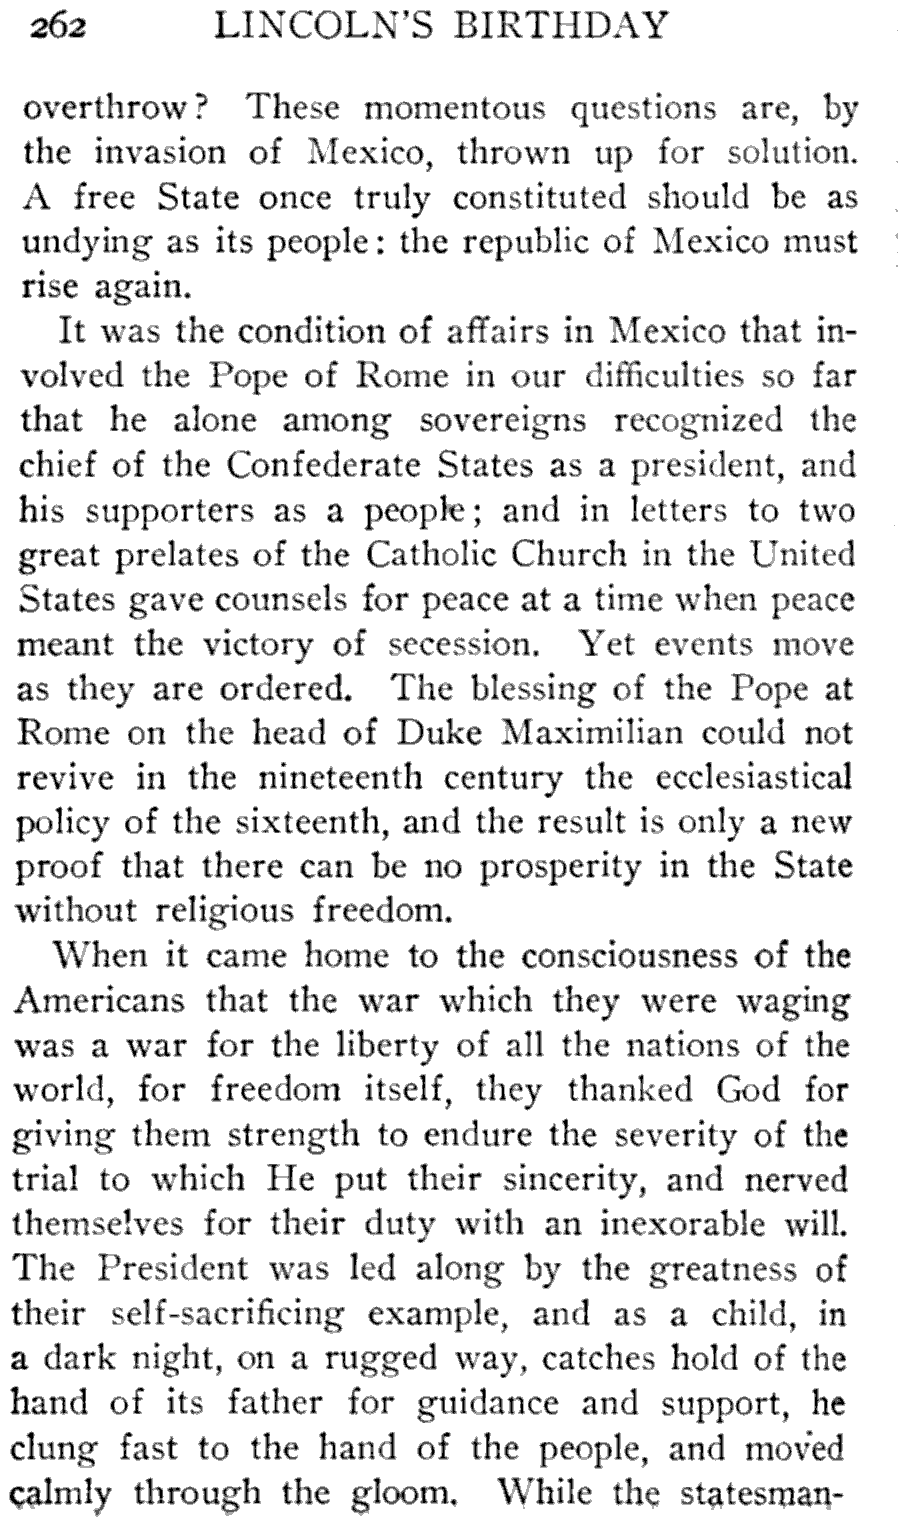 262 LINCOLN'S BIRTHDAY
overthrow? These momentous questions are, by
the invasion of Mexico, thrown up for solution.
A free State once truly constituted should be as
undying as its people: the republic of Mexico must
rise again.
It was the condition of affairs in Mexico that in-
volved the Pope of Rome in our difficulties so far
that he alone among sovereigns recognized the
chief of the Confederate States as a president, and
his supporters as a people; and in letters to two
great prelates of the Catholic Church in the United
States gave counsels for peace at a time when peace
meant the victory of secession. Yet events move
as they are ordered. The blessing of the Pope at
Rome on the head of Duke Maximilian could not
revive in the nineteenth century the ecclesiastical
policy of the sixteenth, and the result is only a new
proof that there can be no prosperity in the State
without religious freedom.
When it came home to the consciousness of the
Americans that the war which they were waging
was a war for the liberty of all the nations of the
world, for freedom itself, they thanked God for
giving them strength to endure the severity of the
trial to which He put their sincerity, and nerved
themselves for their duty with an inexorable will.
The President was led along by the greatness of
their self-sacrificing example, and as a child, in
a dark night, on a rugged way, catches hold of the
hand of its father for guidance and support, he
clung fast to the hand of the people, and moved
calmly through the gloom. While the statesman-